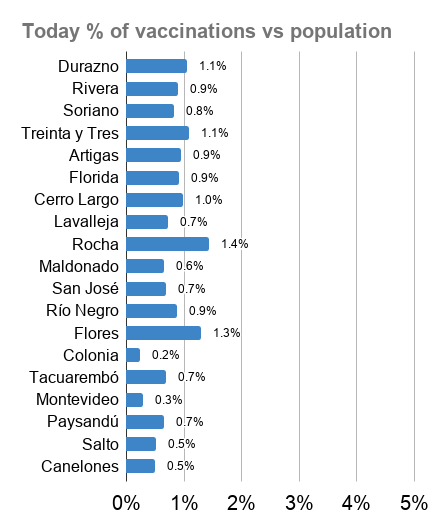 Today % of vaccinations vs population
Durazno 1.1%
Rivera 0.9%
Soriano 0.8%
Treinta y Tres 1.1%
Artigas 0.9%
Florida 0.9%
Cerro Largo 1.0%
Lavalleja 0.7%
Rocha 1.4%
Maldonado 0.6%
San José 0.7%
Río Negro 0.9%
Flores 1.3%
Colonia 0.2%
Tacuarembó 0.7%
Montevideo 0.3%
Paysandú 0.7%
Salto 0.5%
Canelones 0.5%
0% 1% 2% 3% 4% 5%